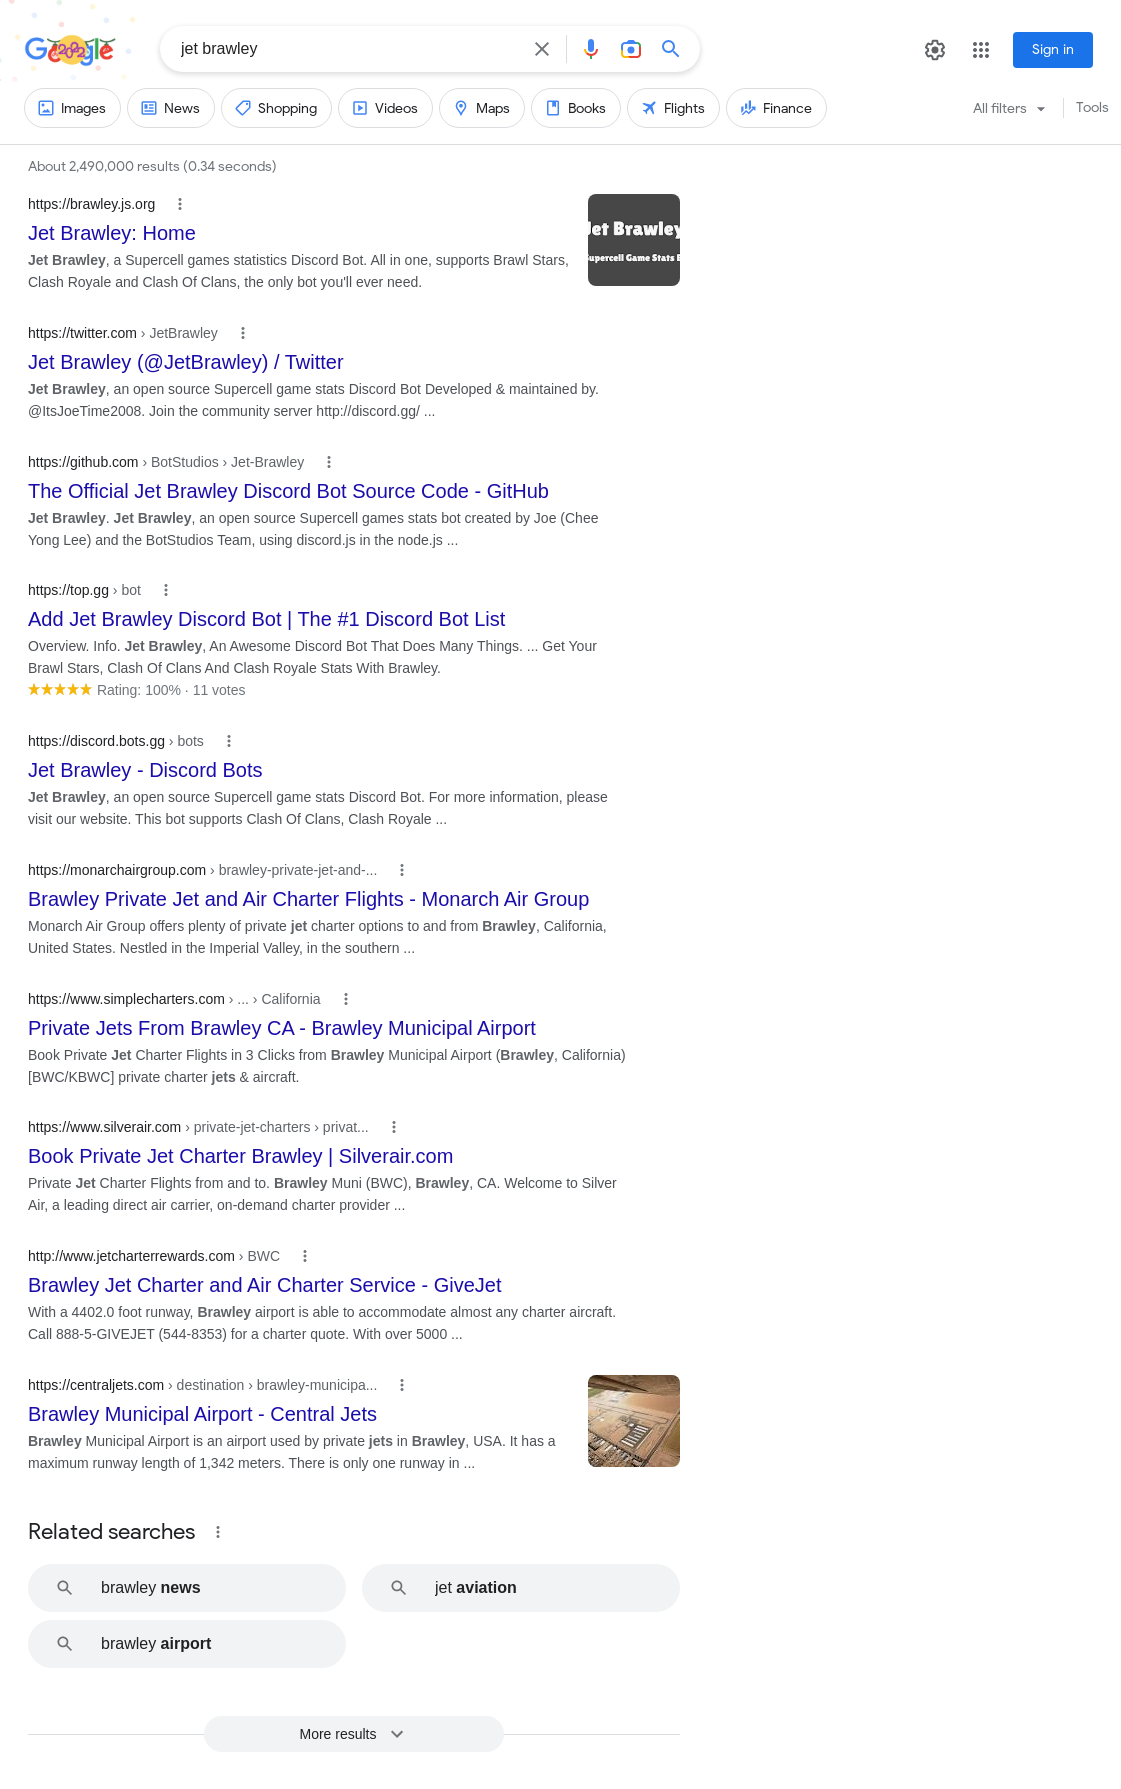 Google
jet brawley
Sign in
Images
News
Shopping
Videos
Maps
Books
Flights
Finance
All filters
Tools
About 2,490,000 results (0.34 seconds)
https://brawley.js.org
Jet Brawley: Home
Jet Brawley, a Supercell games statistics Discord Bot. All in one, supports Brawl Stars,
Clash Royale and Clash Of Clans, the only bot you'll ever need.
Jet Brawley
Supercell Game Stats B
https://twitter.com › JetBrawley
Jet Brawley (@JetBrawley) / Twitter
Jet Brawley, an open source Supercell game stats Discord Bot Developed & maintained by.
@ItsJoeTime2008. Join the community server http://discord.gg/ ...
https://github.com › BotStudios › Jet-Brawley
The Official Jet Brawley Discord Bot Source Code - GitHub
Jet Brawley. Jet Brawley, an open source Supercell games stats bot created by Joe (Chee
Yong Lee) and the BotStudios Team, using discord.js in the node.js ...
https://top.gg › bot
Add Jet Brawley Discord Bot | The #1 Discord Bot List
Overview. Info. Jet Brawley, An Awesome Discord Bot That Does Many Things. ... Get Your
Brawl Stars, Clash Of Clans And Clash Royale Stats With Brawley.
Rating: 100% · 11 votes
https://discord.bots.gg › bots
Jet Brawley - Discord Bots
Jet Brawley, an open source Supercell game stats Discord Bot. For more information, please
visit our website. This bot supports Clash Of Clans, Clash Royale ...
https://monarchairgroup.com › brawley-private-jet-and-...
Brawley Private Jet and Air Charter Flights - Monarch Air Group
Monarch Air Group offers plenty of private jet charter options to and from Brawley, California,
United States. Nestled in the Imperial Valley, in the southern ...
https://www.simplecharters.com › ... › California
Private Jets From Brawley CA - Brawley Municipal Airport
Book Private Jet Charter Flights in 3 Clicks from Brawley Municipal Airport (Brawley, California)
[BWC/KBWC] private charter jets & aircraft.
https://www.silverair.com › private-jet-charters › privat...
Book Private Jet Charter Brawley | Silverair.com
Private Jet Charter Flights from and to. Brawley Muni (BWC), Brawley, CA. Welcome to Silver
Air, a leading direct air carrier, on-demand charter provider ...
http://www.jetcharterrewards.com › BWC
Brawley Jet Charter and Air Charter Service - GiveJet
With a 4402.0 foot runway, Brawley airport is able to accommodate almost any charter aircraft.
Call 888-5-GIVEJET (544-8353) for a charter quote. With over 5000 ...
https://centraljets.com › destination › brawley-municipa...
Brawley Municipal Airport - Central Jets
Brawley Municipal Airport is an airport used by private jets in Brawley, USA. It has a
maximum runway length of 1,342 meters. There is only one runway in ...
Related searches
brawley news
jet aviation
brawley airport
More results